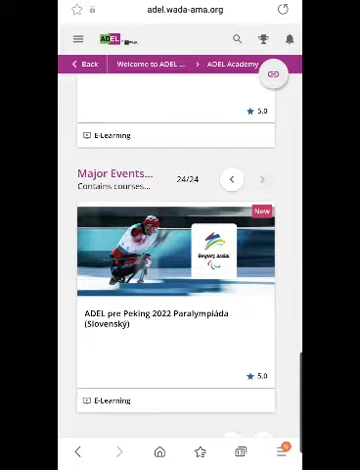 adel.wada-ama.org
ADEL
Back
Welcome to ADEL ...
ADEL Academy
5.0
E-Learning
Major Events...
24/24
Contains courses...
New
ADEL pre Peking 2022 Paralympiáda
(Slovenský)
5.0
E-Learning